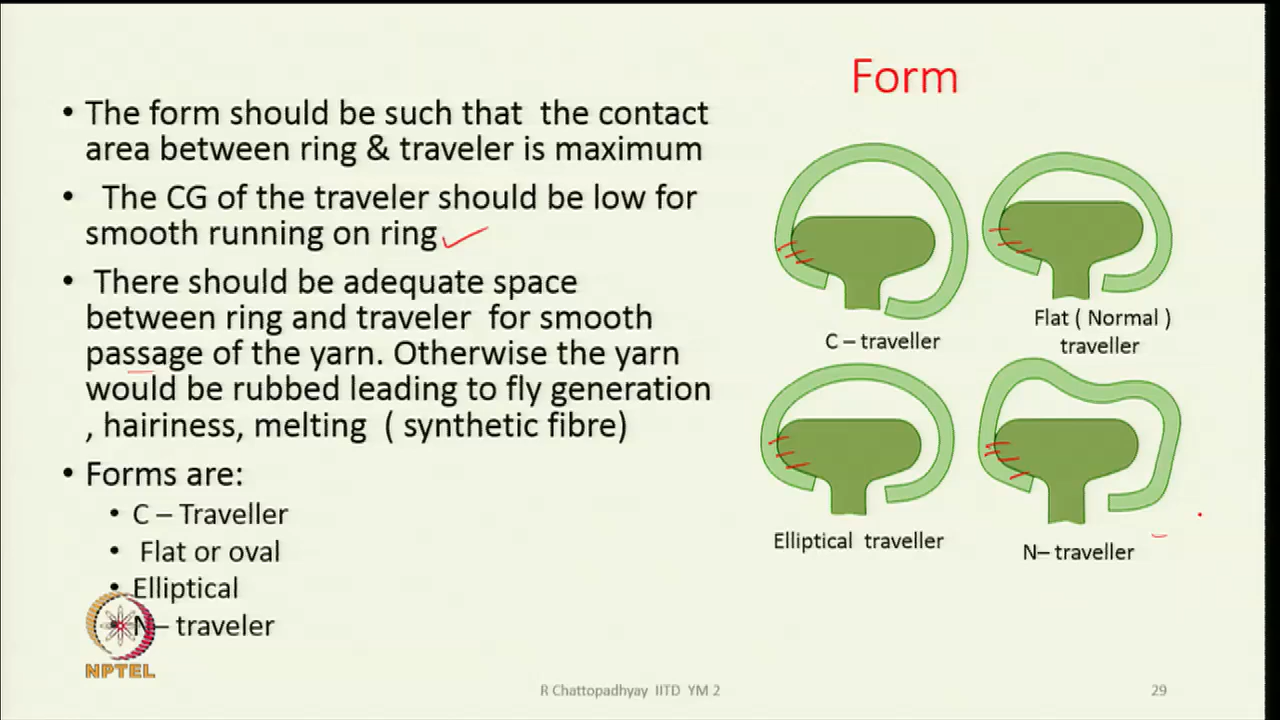 Form
• The form should be such that the contact
area between ring & traveler is maximum
• The CG of the traveler should be low for
smooth running on ring
• There should be adequate space
between ring and traveler for smooth
passage of the yarn. Otherwise the yarn
would be rubbed leading to fly generation
, hairiness, melting ( synthetic fibre)
• Forms are:
• C – Traveller
• Flat or oval
• Elliptical
• N– traveler
C – traveller
Flat ( Normal )
traveller
Elliptical traveller
N– traveller
NPTEL
R Chattopadhyay IITD YM 2
29